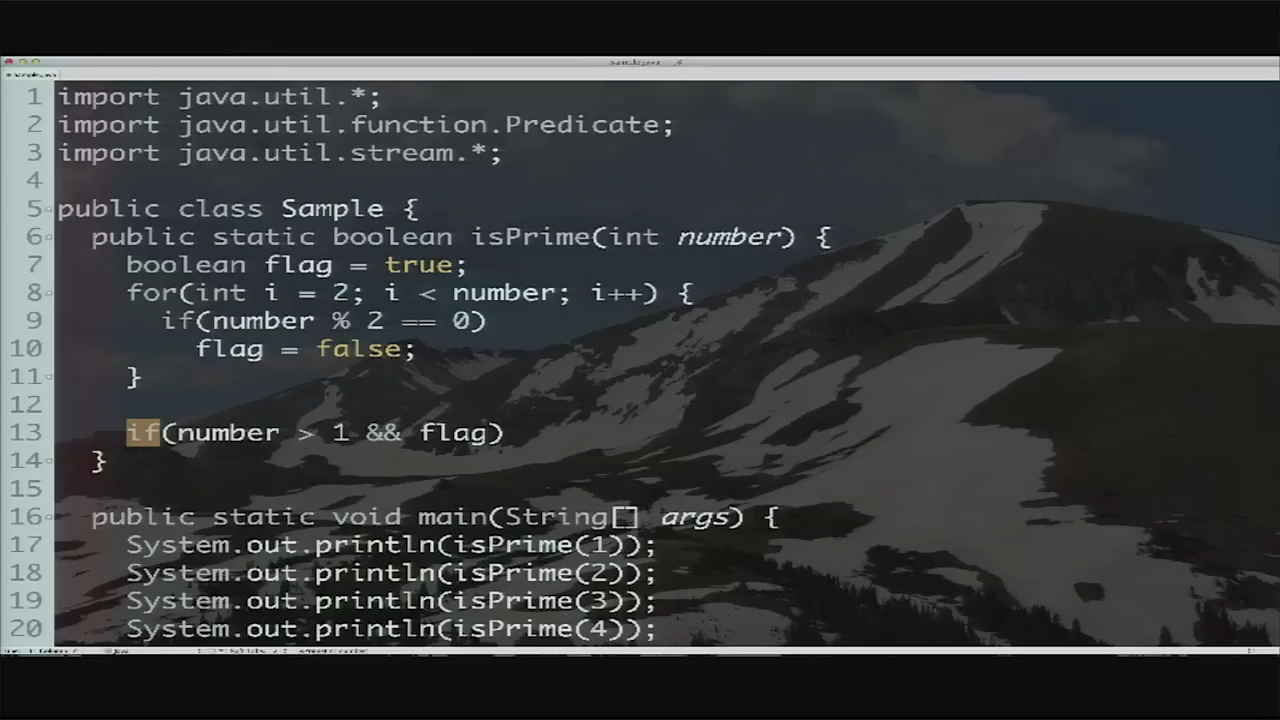 1 import java.util.*;
2 import java.util.function.Predicate;
3 import java.util.stream.*;
4
5 public class Sample {
6 public static boolean isPrime(int number) {
7 boolean flag = true;
8 for(int i = 2; i < number; i++) {
9 if(number % 2 == 0)
10 flag = false;
11 }
12
13 if(number > 1 && flag)
14 }
15
16 public static void main(String[] args) {
17 System.out.println(isPrime(1));
18 System.out.println(isPrime(2));
19 System.out.println(isPrime(3));
20 System.out.println(isPrime(4));